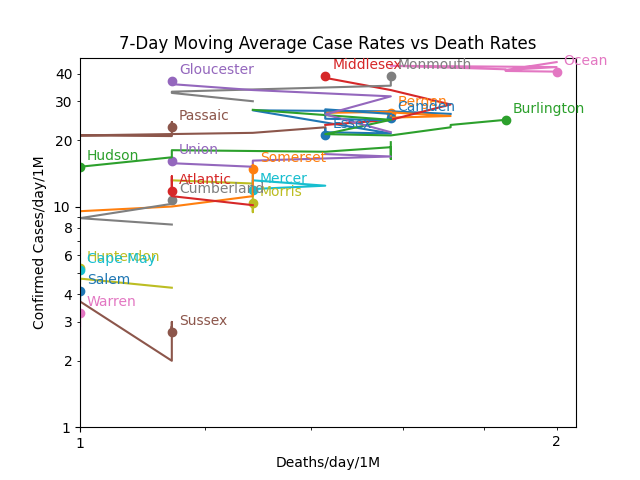 7-Day Moving Average Case Rates vs Death Rates
Ocean
Middlesex
Monmouth
Gloucester
40
30
Bergen
Camden
Burlington
Passaic
Essex
20
Hudson
Union
Somerset
Atlantic
Mercer
Cumberland
Morris
10
8
6
Hunterdon
Cape May
Salem
4
Warren
3
Sussex
2
1
1
2
Confirmed Cases/day/1M
Deaths/day/1M